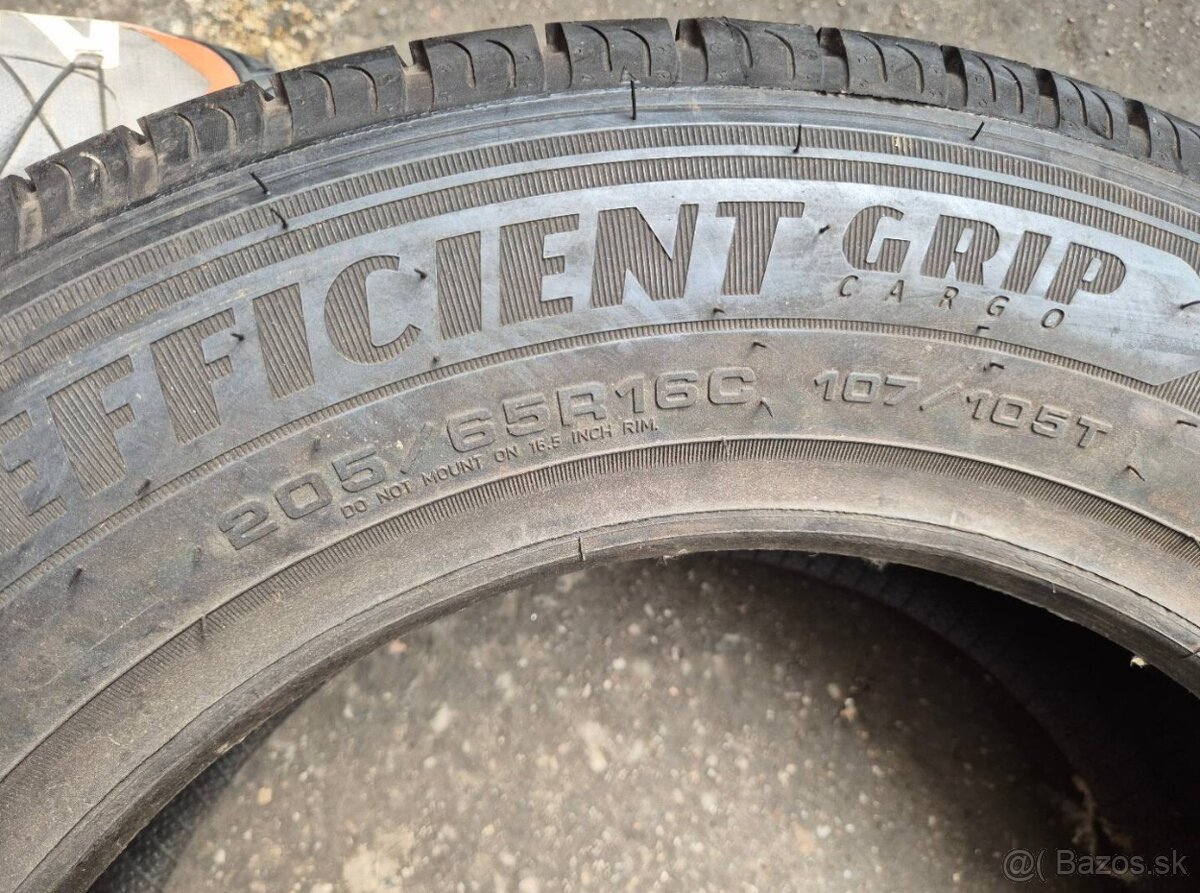 EFFICIENT GRIP
CARGO
205/65R16C 107/105T
DO NOT MOUNT ON 16.5 INCH RIM.
@( Bazos.sk